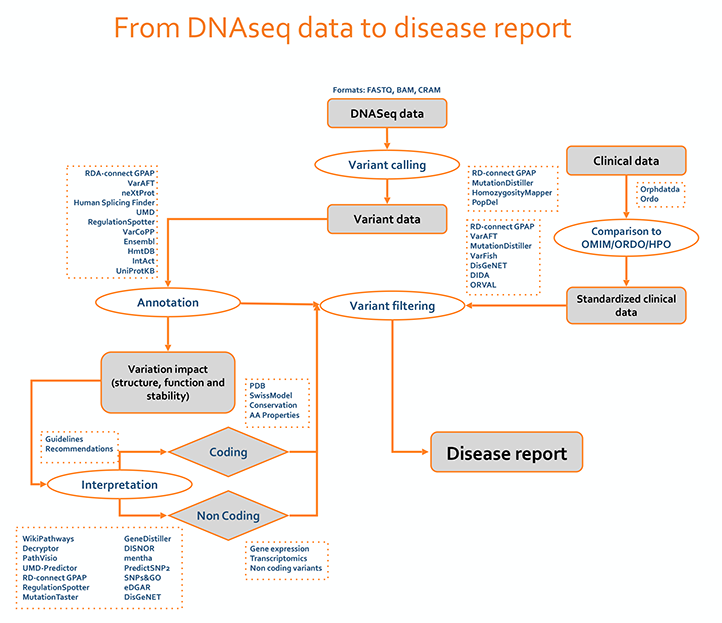 From DNAseq data to disease report
Formats: FASTQ, BAM, CRAM
DNASeq data
Variant calling
Variant data
RD-connect GPAP
MutationDistiller
HomozygosityMapper
PopDel
Clinical data
Orphdatda
Ordo
Comparison to
OMIM/ORDO/HPO
Standardized clinical
data
RDA-connect GPAP
VarAFT
neXtProt
Human Splicing Finder
UMD
RegulationSpotter
VarCoPP
Ensembl
HmtDB
IntAct
UniProtKB
RD-connect GPAP
VarAFT
MutationDistiller
VarFish
DisGeNET
DIDA
ORVAL
Annotation
Variant filtering
Variation impact
(structure, function and
stability)
PDB
SwissModel
Conservation
AA Properties
Guidelines
Recommendations
Coding
Interpretation
Non Coding
Disease report
WikiPathways
Decryptor
PathVisio
UMD-Predictor
RD-connect GPAP
RegulationSpotter
MutationTaster
GeneDistiller
DISNOR
mentha
PredictSNP2
SNPs&GO
eDGAR
DisGeNET
Gene expression
Transcriptomics
Non coding variants